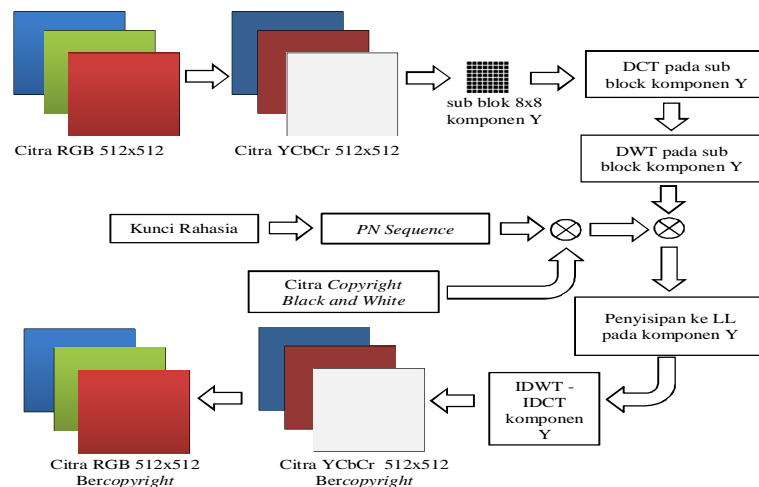 Citra RGB 512x512
Citra YCbCr 512x512
sub blok 8x8
komponen Y
DCT pada sub
block komponen Y
DWT pada sub
block komponen Y
Kunci Rahasia
PN Sequence
Citra Copyright
Black and White
Penyisipan ke LL
pada komponen Y
IDWT -
IDCT
komponen
Y
Citra YCbCr 512x512
Bercopyright
Citra RGB 512x512
Bercopyright